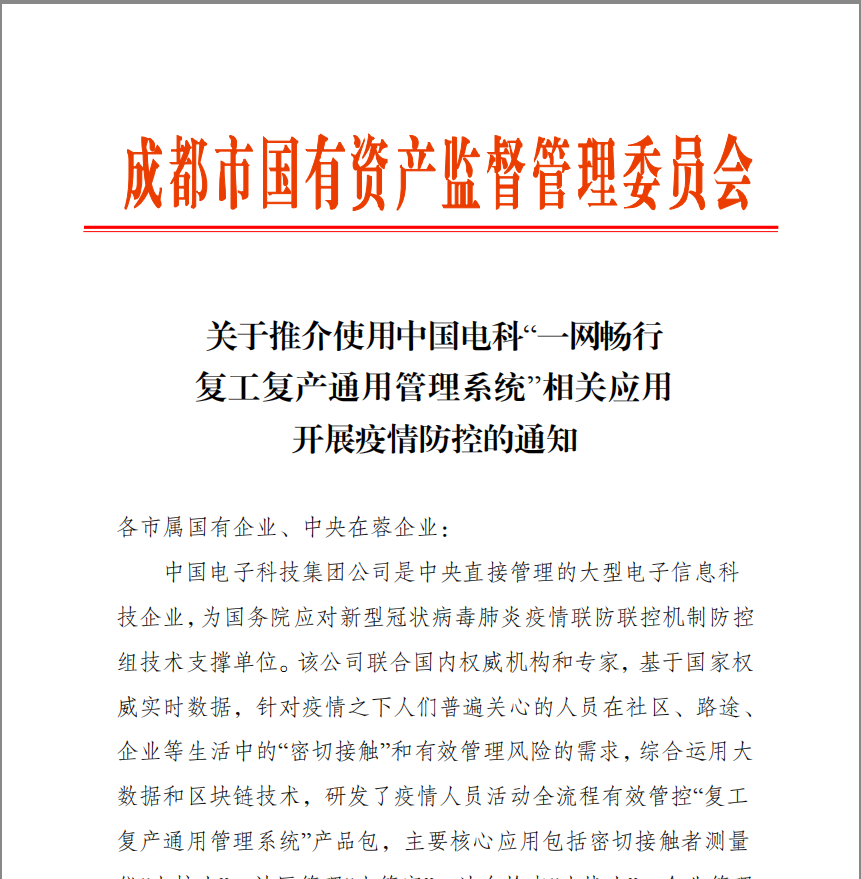 成都市国有资产监督管理委员会
关于推介使用中国电科“一网畅行
复工复产通用管理系统”相关应用
开展疫情防控的通知
各市属国有企业、中央在蓉企业：
中国电子科技集团公司是中央直接管理的大型电子信息科
技企业，为国务院应对新型冠状病毒肺炎疫情联防联控机制防控
组技术支撑单位。该公司联合国内权威机构和专家，基于国家权
威实时数据，针对疫情之下人们普遍关心的人员在社区、路途、
企业等生活中的“密切接触”和有效管理风险的需求，综合运用大
数据和区块链技术，研发了疫情人员活动全流程有效管控“复工
复产通用管理系统”产品包，主要核心应用包括密切接触者测量